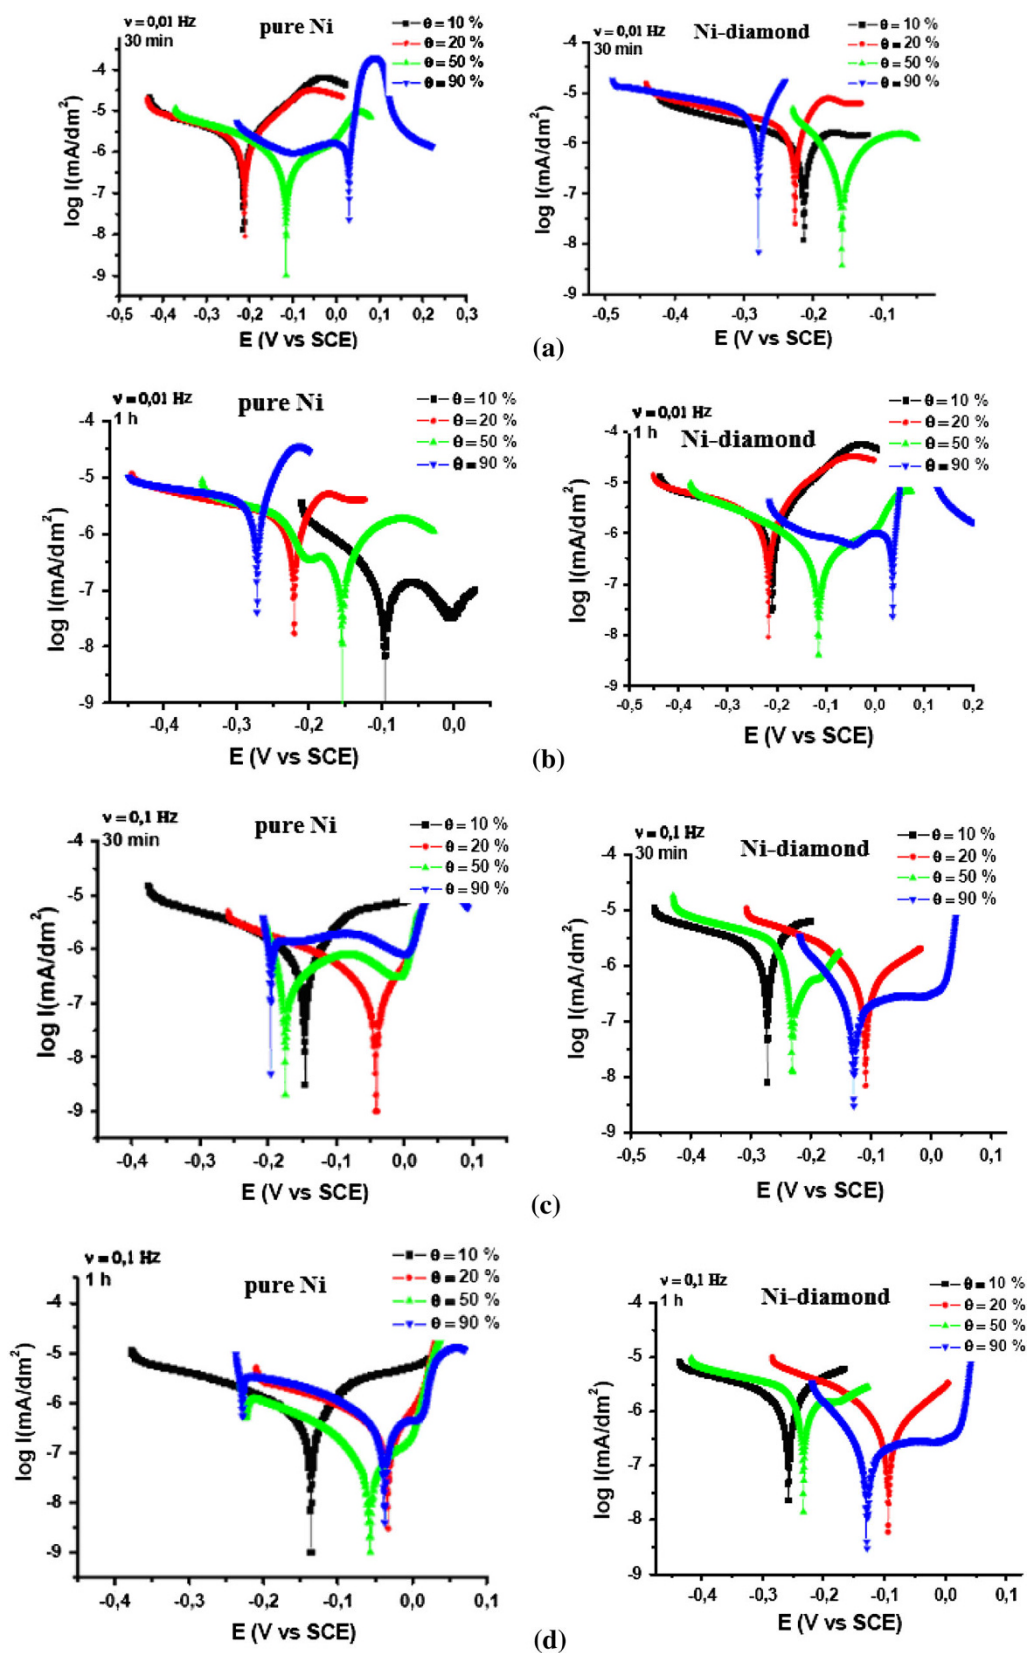 ν = 0,01 Hz
30 min
pure Ni
θ = 10 %
θ = 20 %
θ = 50 %
θ = 90 %
log I(mA/dm²)
-4
-5
-6
-7
-8
-9
-0,5 -0,4 -0,3 -0,2 -0,1 0,0 0,1 0,2 0,3
E (V vs SCE)
ν = 0,01 Hz
30 min
Ni-diamond
θ = 10 %
θ = 20 %
θ = 50 %
θ = 90 %
log I(mA/dm²)
-4
-5
-6
-7
-8
-9
-0,5 -0,4 -0,3 -0,2 -0,1
E (V vs SCE)
(a)
ν = 0,01 Hz
1 h
pure Ni
θ = 10 %
θ = 20 %
θ = 50 %
θ = 90 %
log I(mA/dm²)
-4
-5
-6
-7
-8
-9
-0,4 -0,3 -0,2 -0,1 0,0
E (V vs SCE)
ν = 0,01 Hz
1 h
Ni-diamond
θ = 10 %
θ = 20 %
θ = 50 %
θ = 90 %
log I(mA/dm²)
-4
-5
-6
-7
-8
-9
-0,5 -0,4 -0,3 -0,2 -0,1 0,0 0,1 0,2
E (V vs SCE)
(b)
ν = 0,1 Hz
30 min
pure Ni
θ = 10 %
θ = 20 %
θ = 50 %
θ = 90 %
log I(mA/dm²)
-4
-5
-6
-7
-8
-9
-0,4 -0,3 -0,2 -0,1 0,0 0,1
E (V vs SCE)
ν = 0,1 Hz
30 min
Ni-diamond
θ = 10 %
θ = 20 %
θ = 50 %
θ = 90 %
log I(mA/dm²)
-4
-5
-6
-7
-8
-9
-0,5 -0,4 -0,3 -0,2 -0,1 0,0 0,1
E (V vs SCE)
(c)
ν = 0,1 Hz
1 h
pure Ni
θ = 10 %
θ = 20 %
θ = 50 %
θ = 90 %
log I(mA/dm²)
-4
-5
-6
-7
-8
-9
-0,4 -0,3 -0,2 -0,1 0,0 0,1
E (V vs SCE)
ν = 0,1 Hz
1 h
Ni-diamond
θ = 10 %
θ = 20 %
θ = 50 %
θ = 90 %
log I(mA/dm²)
-4
-5
-6
-7
-8
-9
-0,4 -0,3 -0,2 -0,1 0,0 0,1
E (V vs SCE)
(d)